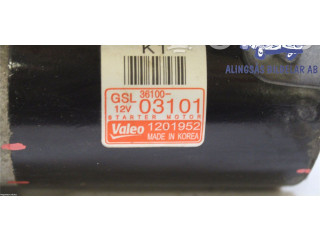 KT
ALINGSÅS BILDELAR AB
GSL 36100-
12V 03101
STARTER MOTOR
Valeo 1201952
MADE IN KOREA